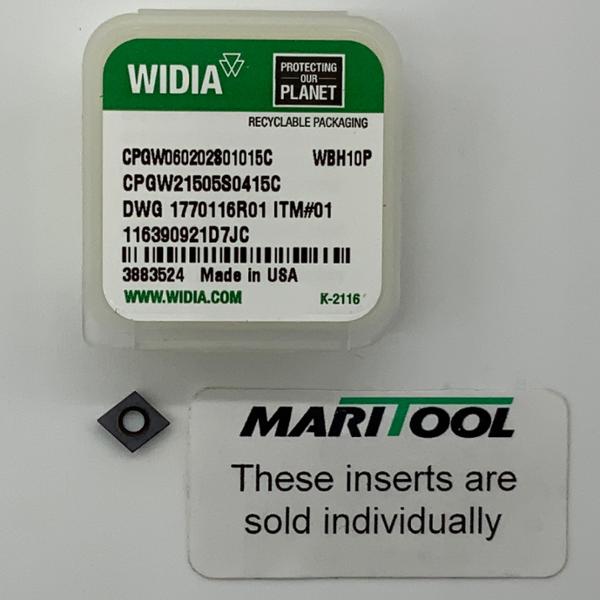 WIDIA
PROTECTING
OUR
PLANET
RECYCLABLE PACKAGING
CPGW060202S01015C WBH10P
CPGW21505S0415C
DWG 1770116R01 ITM#01
116390921D7JC
3883524 Made in USA
WWW.WIDIA.COM K-2116
MARITOOL
These inserts are
sold individually